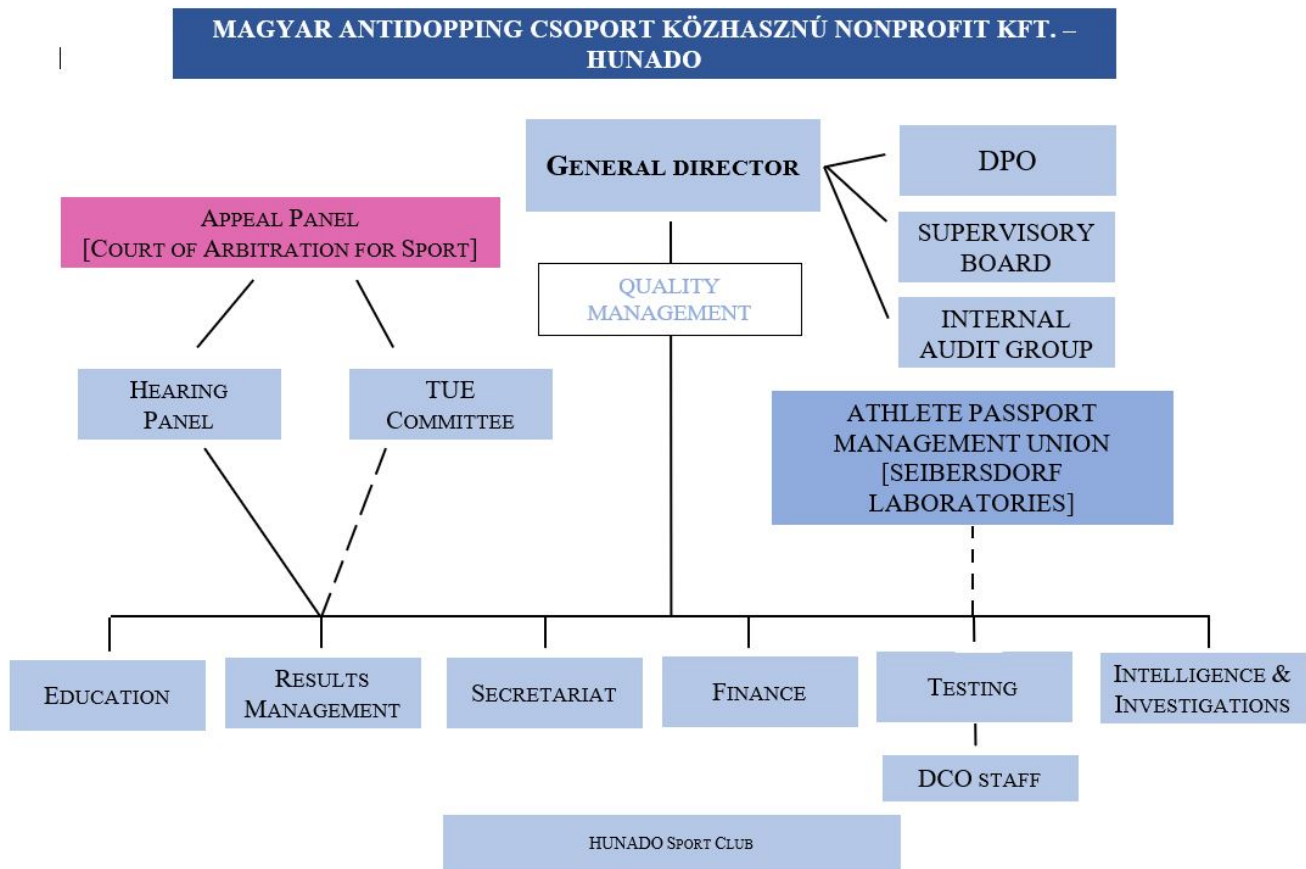 MAGYAR ANTIDOPPING CSOPORT KÖZHASZNÚ NONPROFIT KFT. –
HUNADO
GENERAL DIRECTOR
DPO
SUPERVISORY
BOARD
INTERNAL
AUDIT GROUP
APPEAL PANEL
[COURT OF ARBITRATION FOR SPORT]
QUALITY
MANAGEMENT
HEARING
PANEL
TUE
COMMITTEE
ATHLETE PASSPORT
MANAGEMENT UNION
[SEIBERSDORF
LABORATORIES]
EDUCATION
RESULTS
MANAGEMENT
SECRETARIAT
FINANCE
TESTING
INTELLIGENCE &
INVESTIGATIONS
DCO STAFF
HUNADO SPORT CLUB